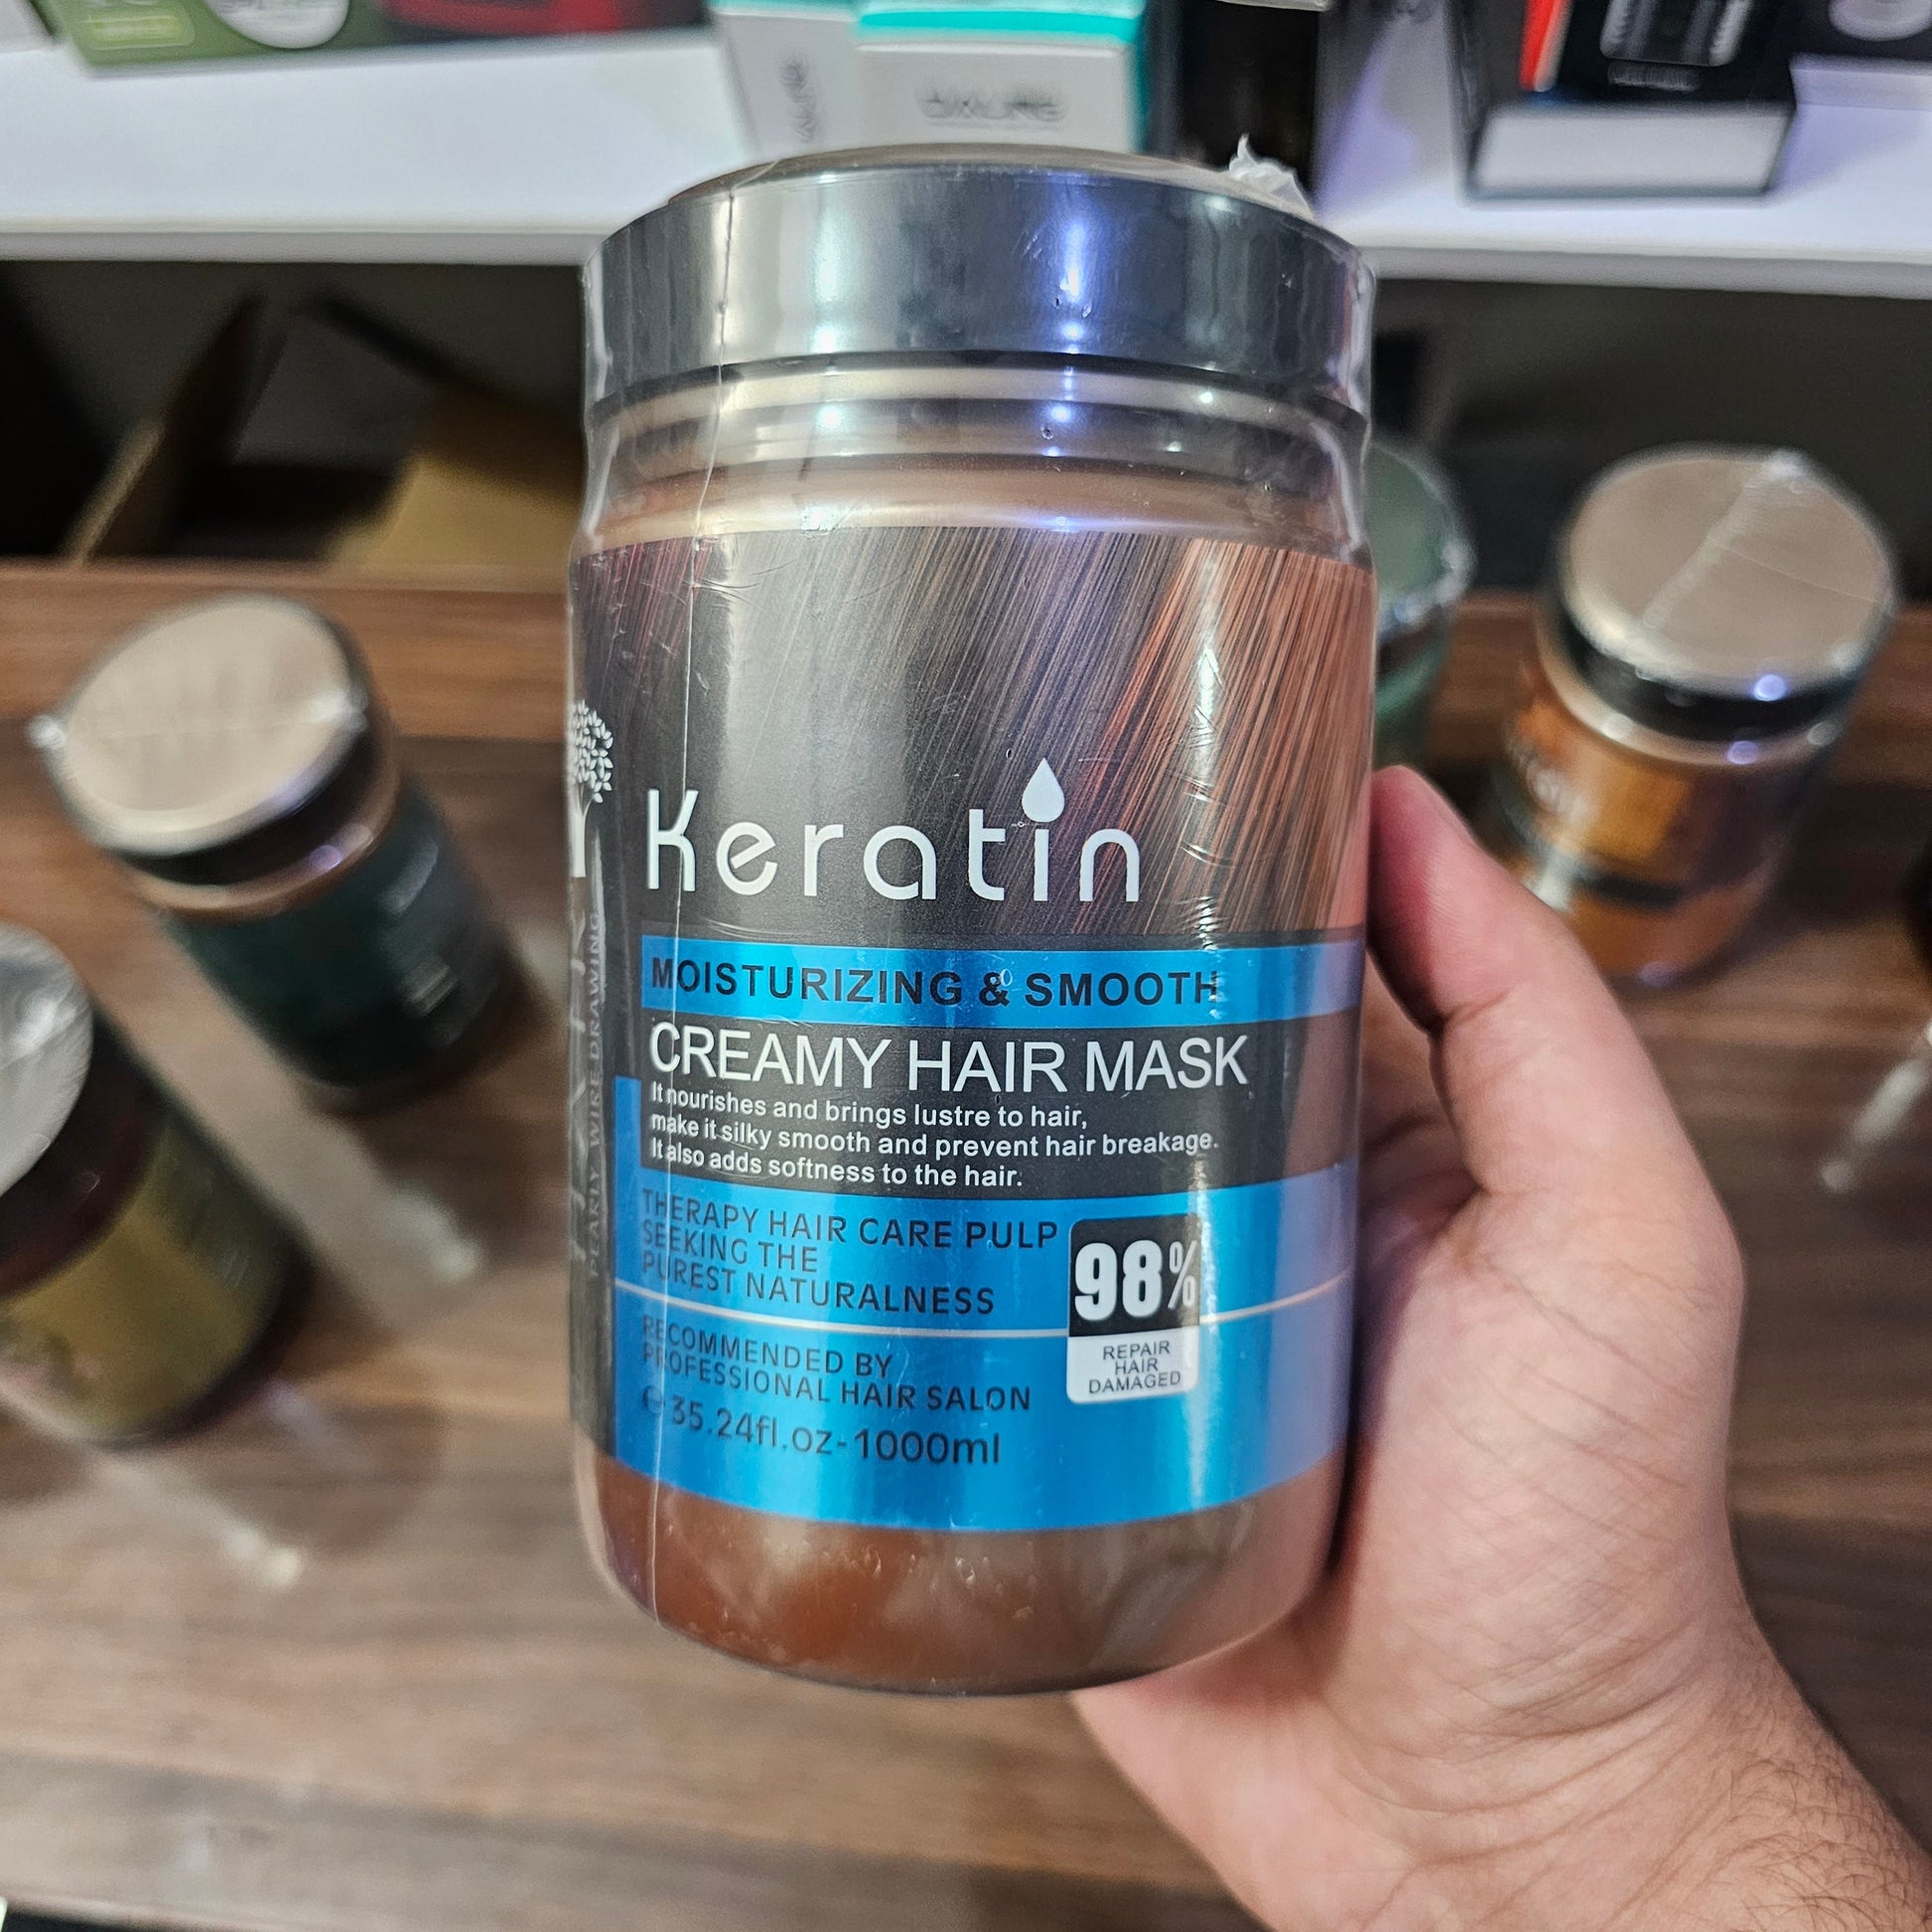 Keratin
MOISTURIZING & SMOOTH
CREAMY HAIR MASK
It nourishes and brings lustre to hair,
make it silky smooth and prevent hair breakage.
It also adds softness to the hair.
THERAPY HAIR CARE PULP
SEEKING THE
PUREST NATURALNESS
98%
REPAIR
HAIR
DAMAGED
RECOMMENDED BY
PROFESSIONAL HAIR SALON
℮ 35.24fl.oz-1000ml
PEARLY WIREDRAWING